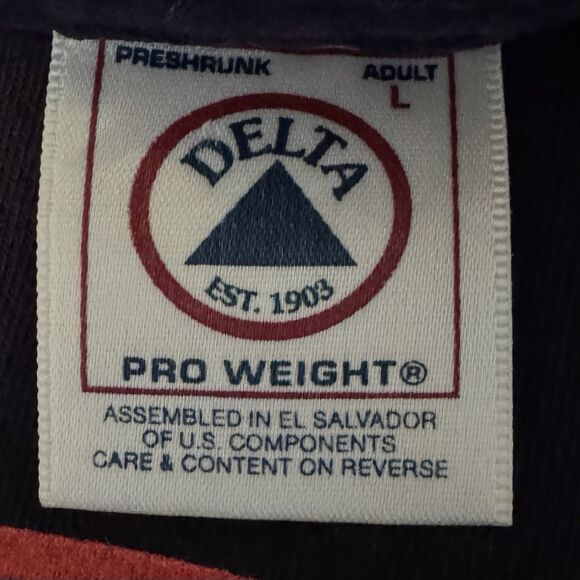 PRESHRUNK ADULT
L
DELTA
EST. 1903
PRO WEIGHT®
ASSEMBLED IN EL SALVADOR
OF U.S. COMPONENTS
CARE & CONTENT ON REVERSE